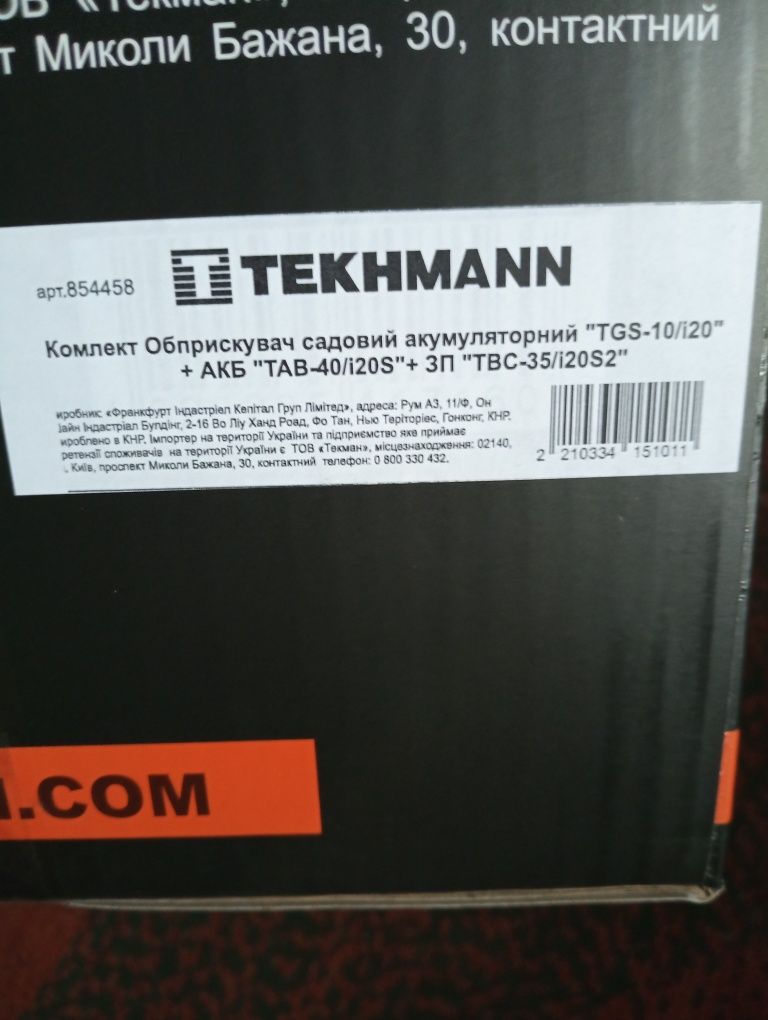 т Миколи Бажана, 30, контактний
арт.854458
TEKHMANN
Комлект Обприскувач садовий акумуляторний "TGS-10/i20"
+ АКБ "TAB-40/i20S"+ ЗП "TBC-35/i20S2"
иробник: «Франкфурт Індастріел Кепітал Груп Лімітед», адреса: Рум А3, 11/Ф, Он
Індастріал Булдінг, 2-16 Во Ліу Ханд Роад, Фо Тан, Нью Теріторіес, Гонконг, КНР.
ироблено в КНР. Імпортер на території України та підприємство яке приймає
ретензії споживачів на території України є ТОВ «Текман», місцезнаходження: 02140,
. Київ, проспект Миколи Бажана, 30, контактний телефон: 0 800 330 432.
2 210334 151011
.COM